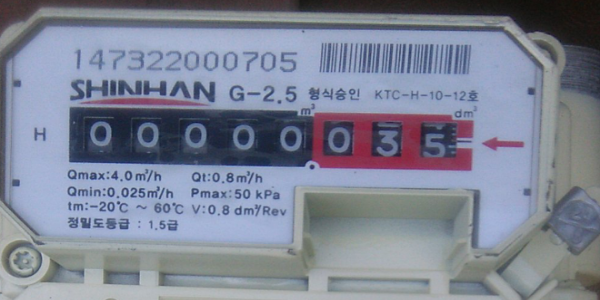 147322000705
SHINHAN G-2.5 형식승인 KTC-H-10-12호
m³ dm³
H 0 0 0 0 0 0 3 5
Qmax:4.0m³/h Qt:0.8m³/h
Qmin:0.025m³/h Pmax:50 kPa
tm:-20℃ ~ 60℃ V:0.8 dm³/Rev
정밀도등급 : 1.5급